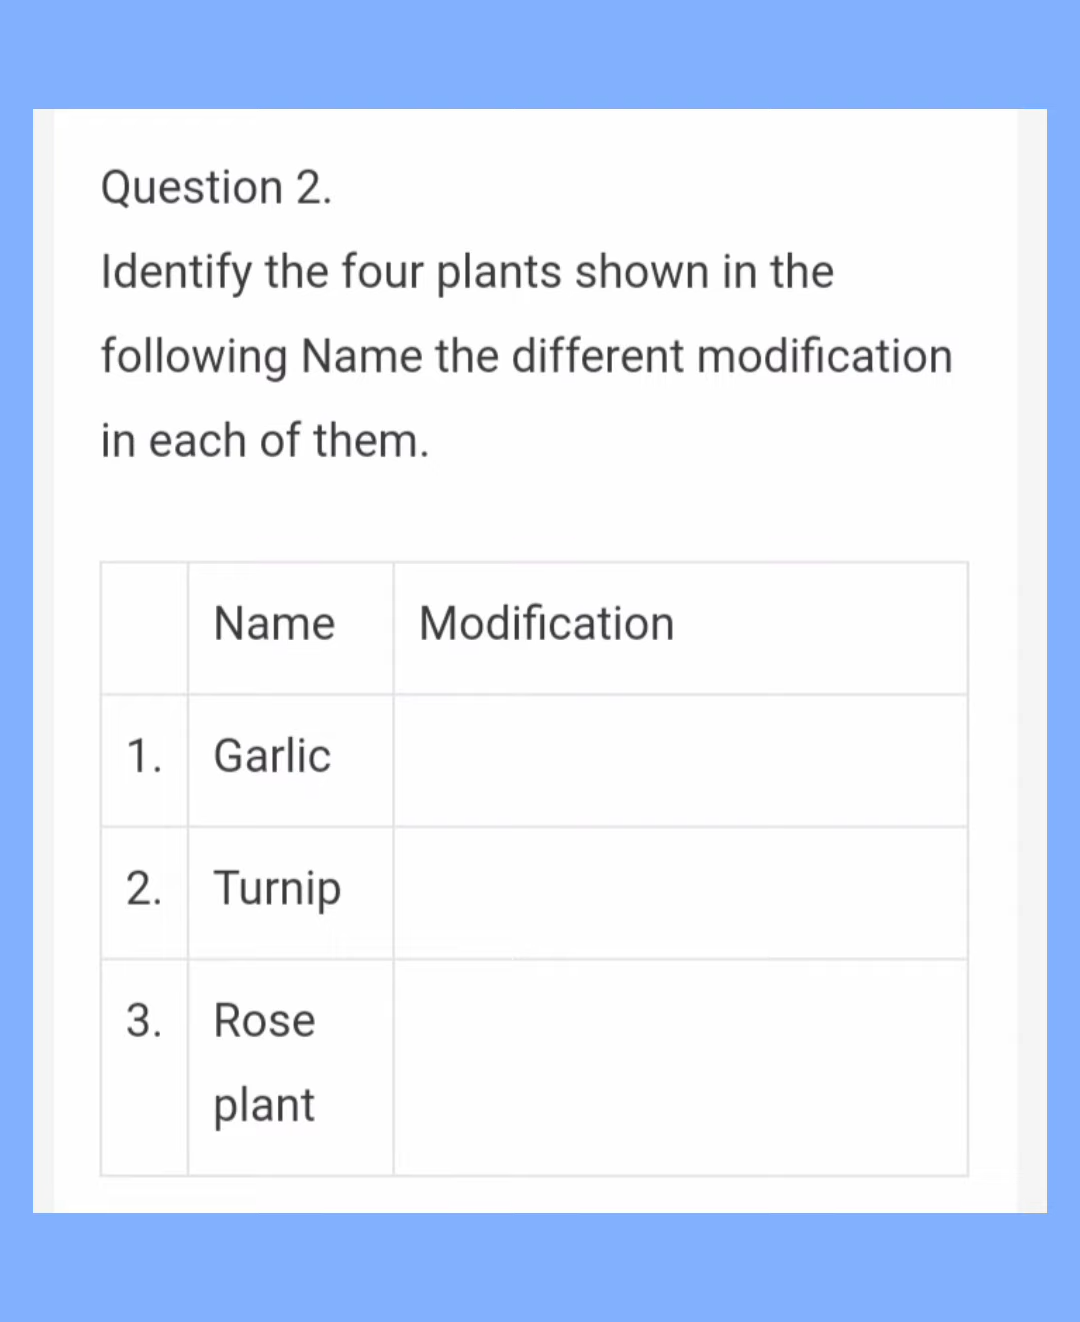 Question 2.
Identify the four plants shown in the
following Name the different modification
in each of them.
Name Modification
1. Garlic
2. Turnip
3. Rose
plant